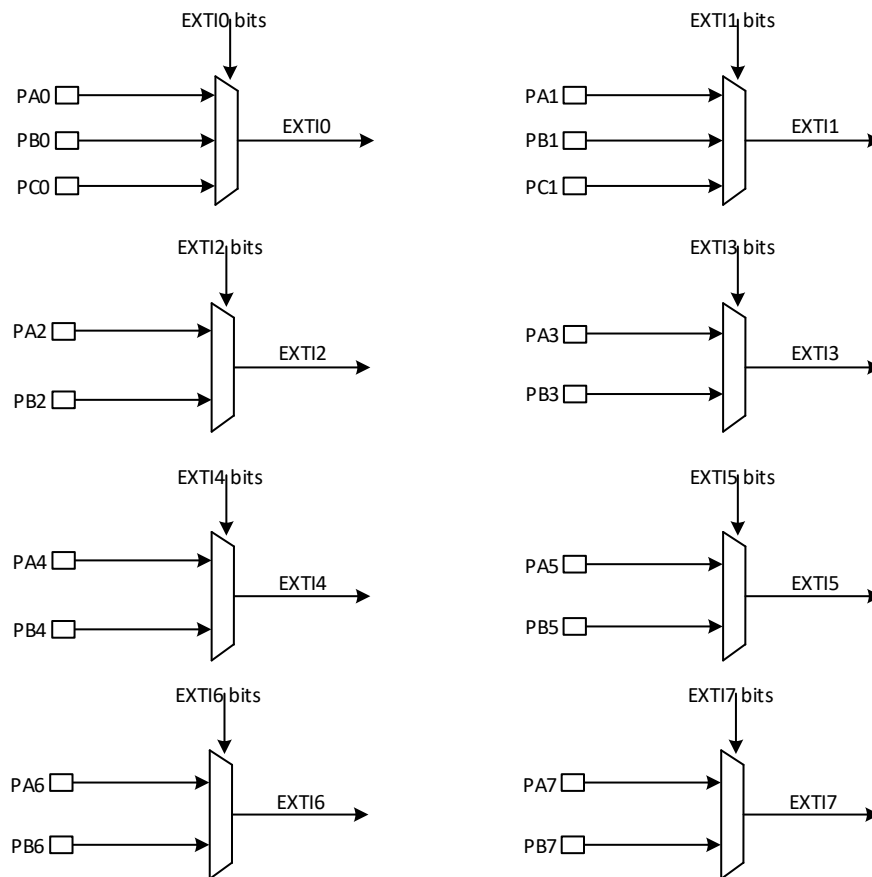 EXTI0 bits
PA0
PB0
PC0
EXTI0
EXTI1 bits
PA1
PB1
PC1
EXTI1
EXTI2 bits
PA2
PB2
EXTI2
EXTI3 bits
PA3
PB3
EXTI3
EXTI4 bits
PA4
PB4
EXTI4
EXTI5 bits
PA5
PB5
EXTI5
EXTI6 bits
PA6
PB6
EXTI6
EXTI7 bits
PA7
PB7
EXTI7